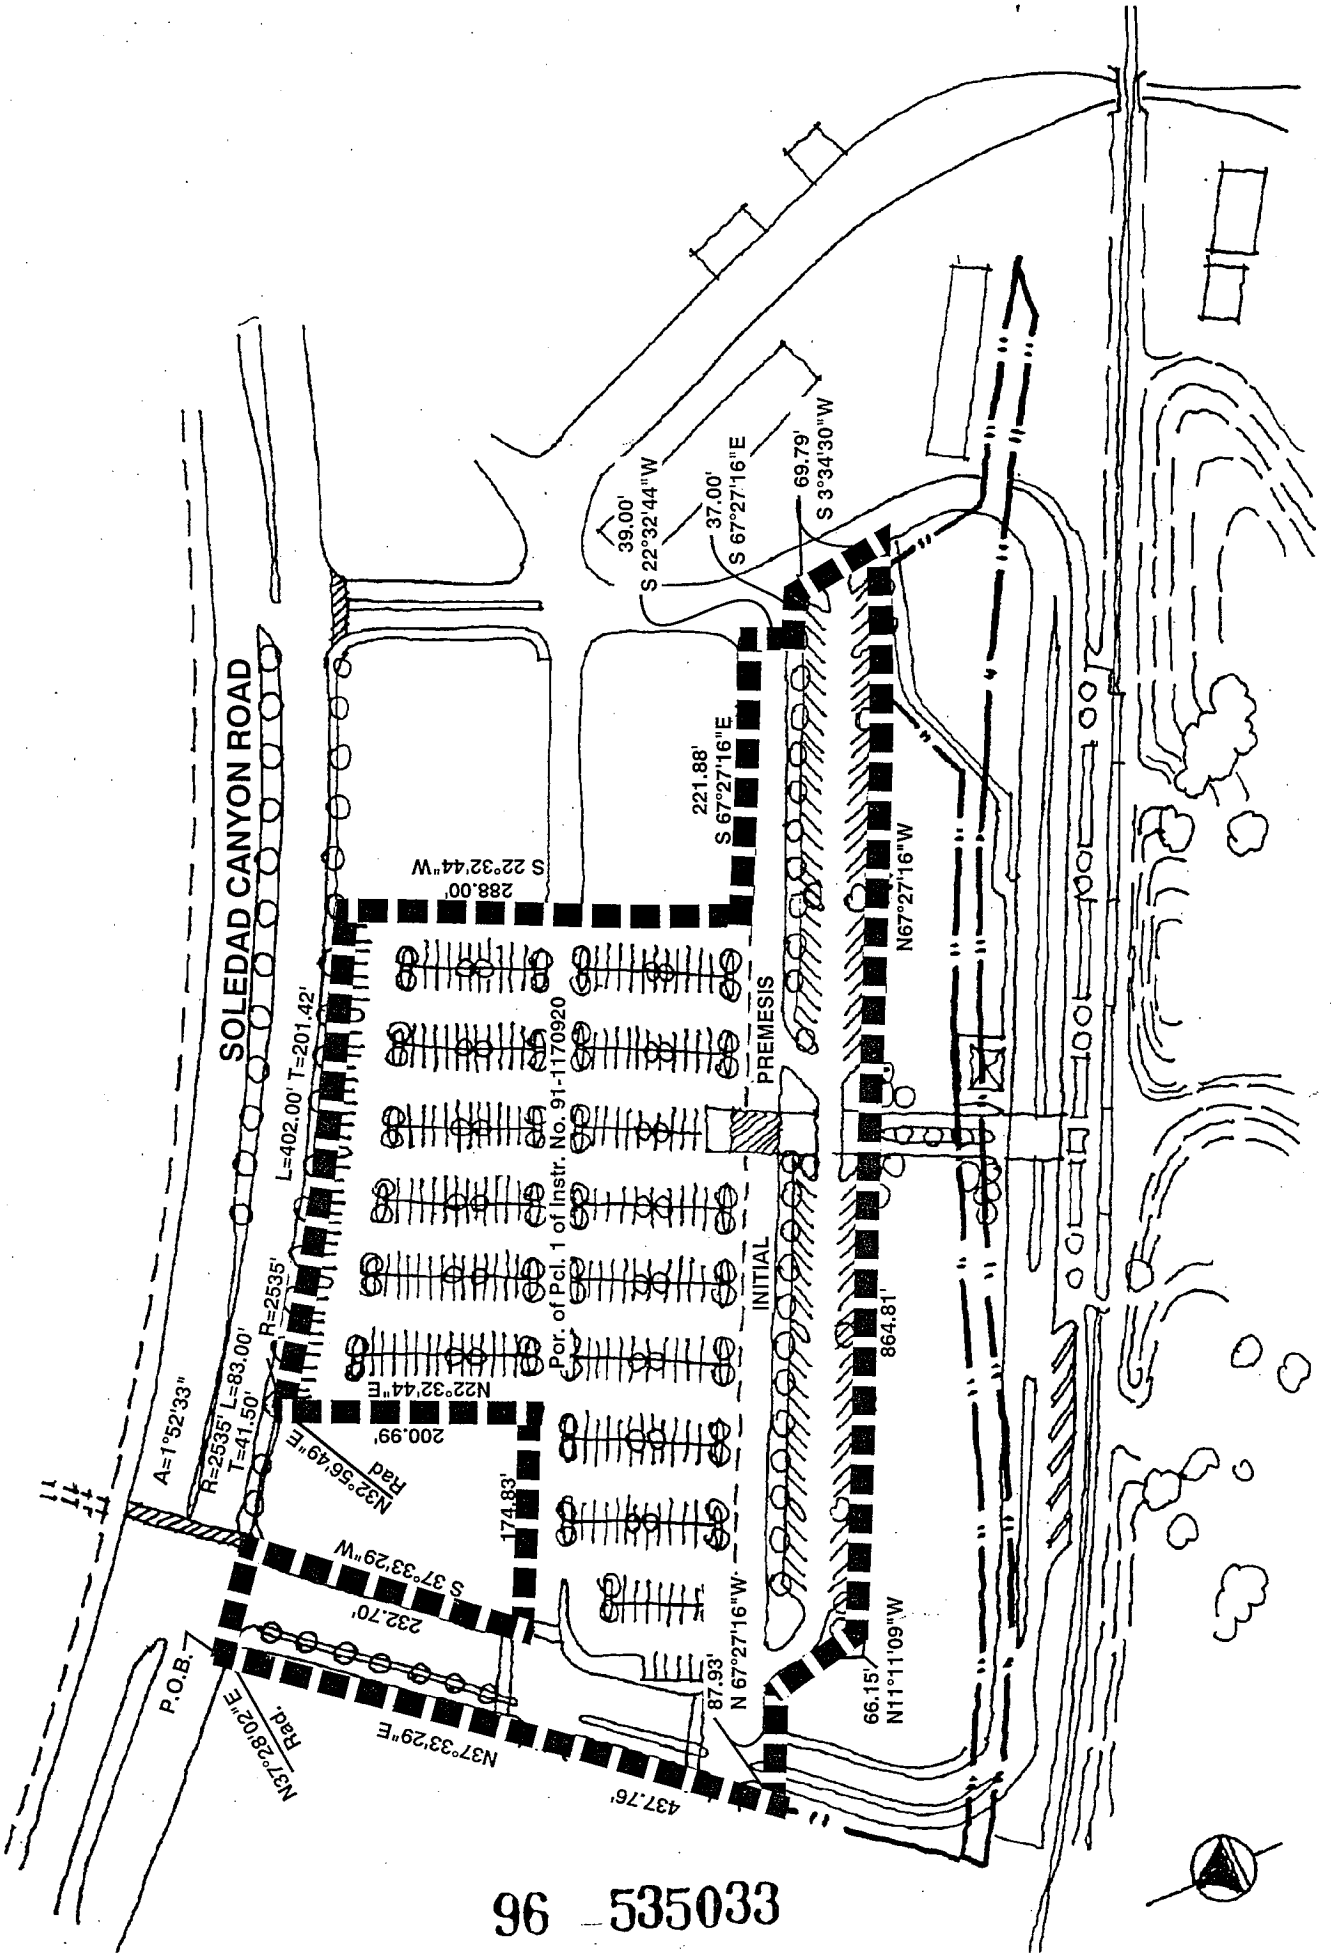 SOLEDAD CANYON ROAD
A=1°52'33"
R=2535' L=83.00'
T=41.50'
R=2535'
L=402.00' T=201.42'
P.O.B.
N37°28'02"E
Rad.
N32°56'49"E
Rad
S 37°33'29"W
232.70'
174.83'
200.99'
N22°32'44"E
Por. of Pcl. 1 of Instr. No. 91-1170920
S 22°32'44"W
288.00'
221.88'
S 67°27'16"E
39.00'
S 22°32'44"W
37.00'
S 67°27'16"E
69.79'
S 3°34'30"W
INITIAL PREMESIS
N67°27'16"W
864.81'
66.15'
N11°11'09"W
87.93'
N 67°27'16"W
N37°33'29"E
437.76'
96 535033